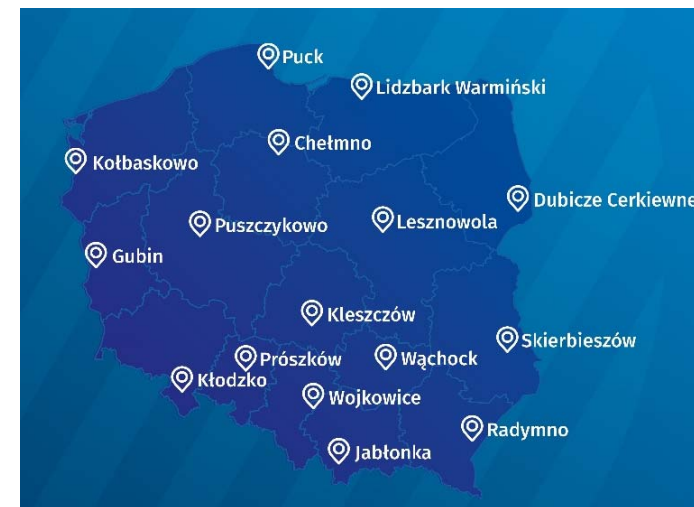 Puck
Lidzbark Warmiński
Chełmno
Kołbaskowo
Dubicze Cerkiewne
Puszczykowo
Lesznowola
Gubin
Kleszczów
Skierbieszów
Prószków
Wąchock
Kłodzko
Wojkowice
Radymno
Jabłonka